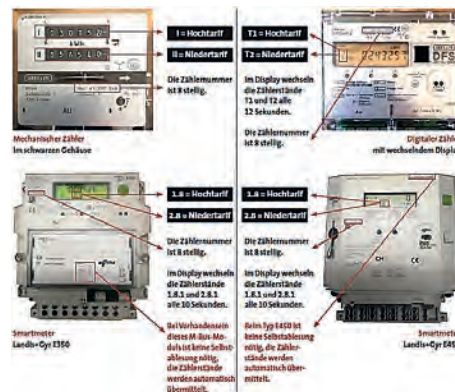 I = Hochtarif
II = Niedertarif
kWh
Die Zählernummer
ist 8 stellig.
Mechanischer Zähler
im schwarzen Gehäuse
T1 = Hochtarif
T2 = Niedertarif
Im Display wechseln
die Zählerstände
T1 und T2 alle
12 Sekunden.
Die Zählernummer
ist 8 stellig.
DFS
Digitaler Zähler
mit wechselndem Display
1.8 = Hochtarif
2.8 = Niedertarif
Die Zählernummer
ist 8 stellig.
Im Display wechseln
die Zählerstände
1.8.1 und 2.8.1
alle 10 Sekunden.
Bei Vorhandensein
dieses M-Bus-Mo-
duls ist keine Selbst-
ablesung nötig,
die Zählerstände
werden automatisch
übermittelt.
Smartmeter
Landis+Gyr E350
1.8 = Hochtarif
2.8 = Niedertarif
Die Zählernummer
ist 8 stellig.
Im Display wechseln
die Zählerstände
1.8.1 und 2.8.1
alle 10 Sekunden.
Beim Typ E450 ist
keine Selbstablesung
nötig, die Zähler-
stände werden
automatisch über-
mittelt.
CH
Smartmeter
Landis+Gyr E450